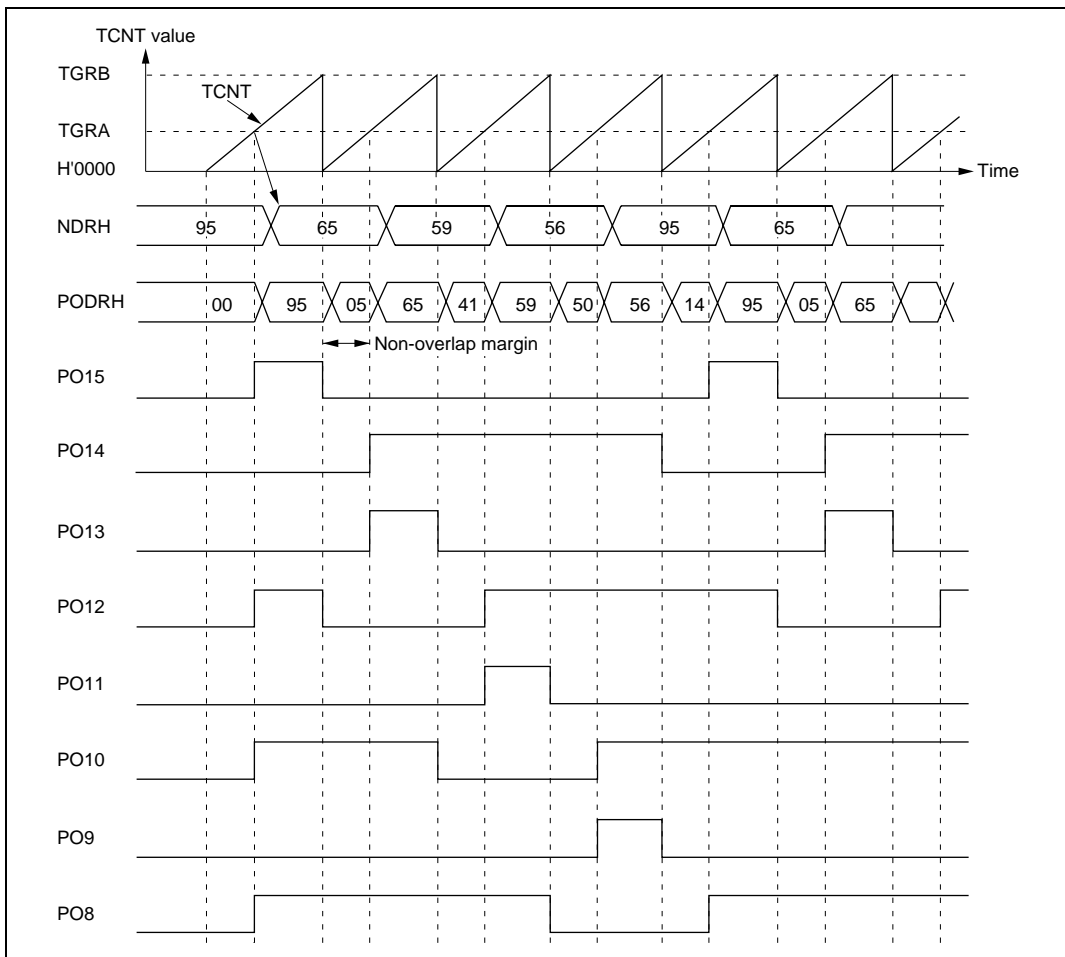 TCNT value
TGRB
TCNT
TGRA
H'0000
Time
NDRH 95 65 59 56 95 65
PODRH 00 95 05 65 41 59 50 56 14 95 05 65
Non-overlap margin
PO15
PO14
PO13
PO12
PO11
PO10
PO9
PO8